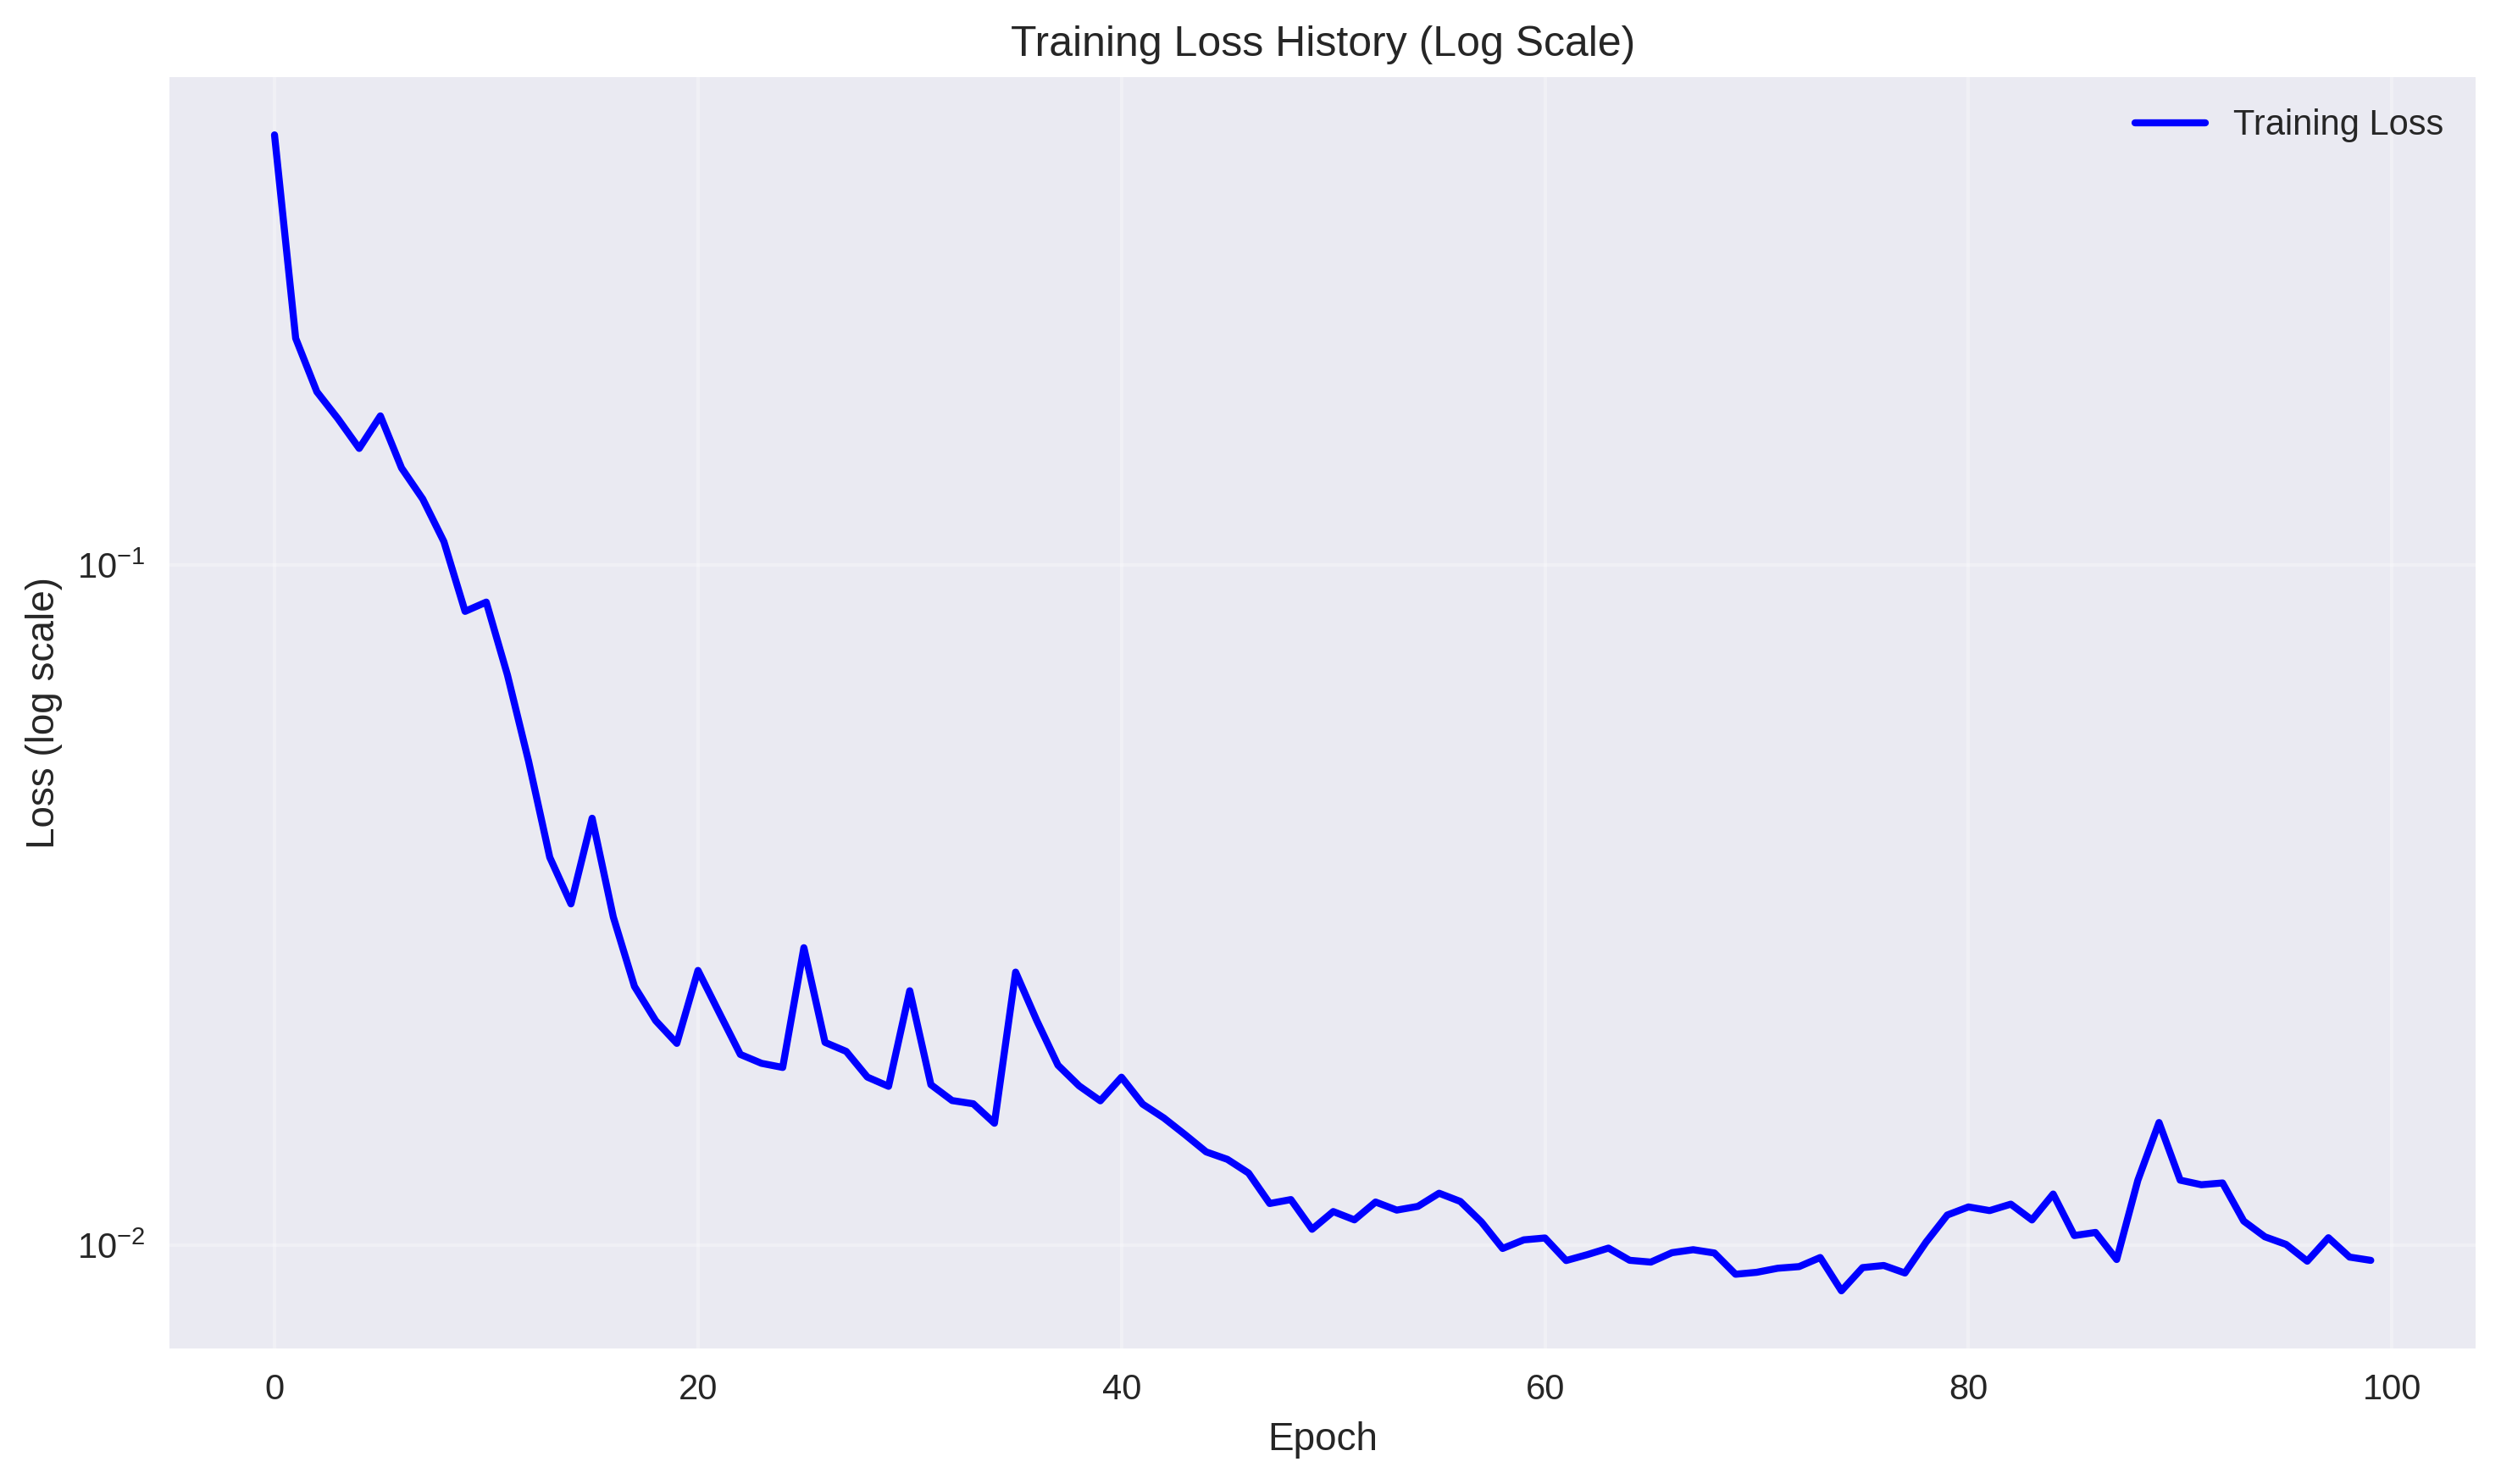 Training Loss History (Log Scale)
Training Loss
Loss (log scale)
10⁻¹
10⁻²
0 20 40 60 80 100
Epoch